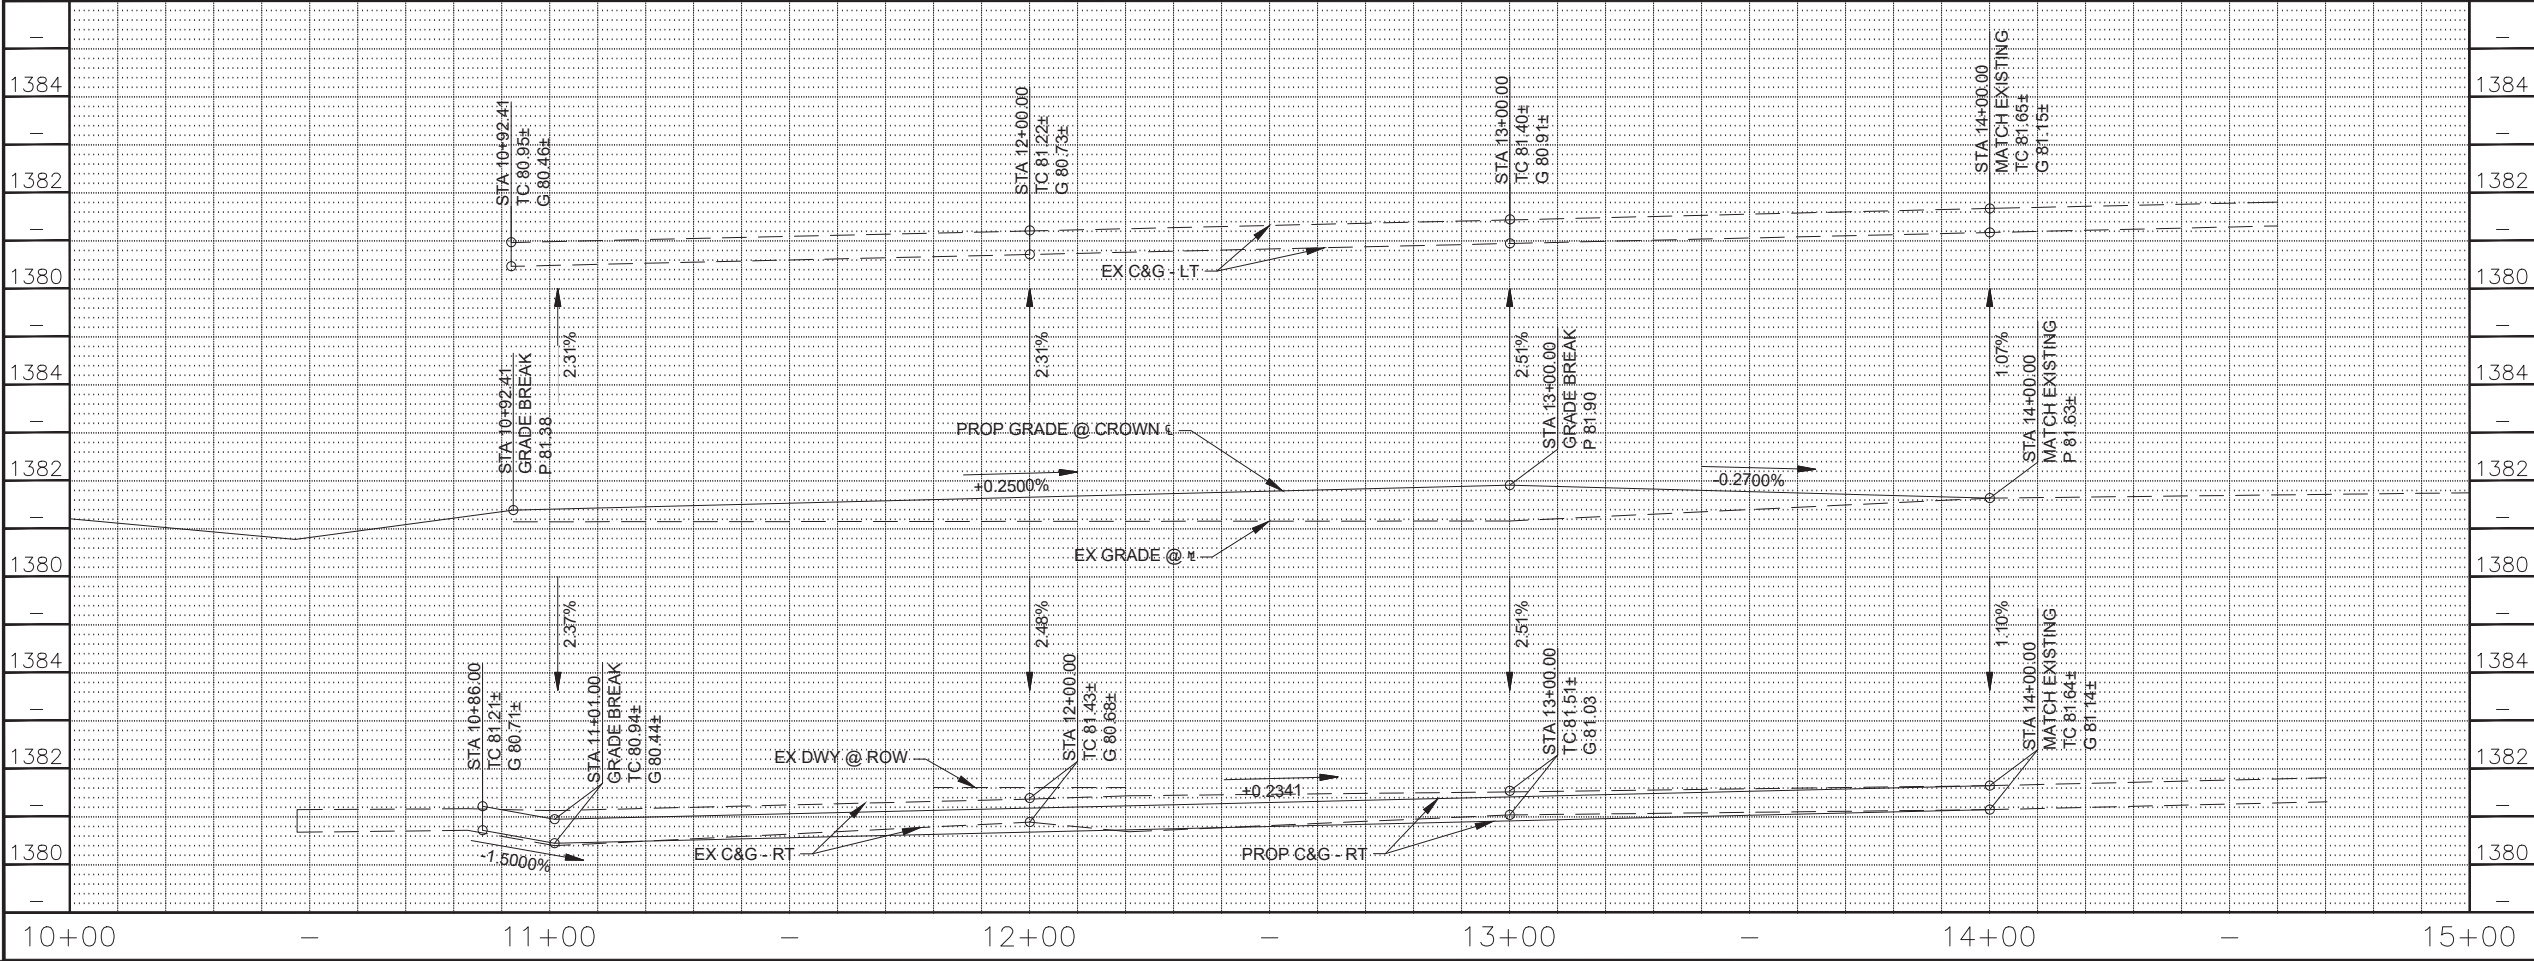 1384
1382
1380
1384
1382
1380
1384
1382
1380
1384
1382
1380
1384
1382
1380
1384
1382
1380
STA 10+92.41
TC 80.95±
G 80.46±
STA 12+00.00
TC 81.22±
G 80.73±
STA 13+00.00
TC 81.40±
G 80.91±
STA 14+00.00
MATCH EXISTING
TC 81.65±
G 81.15±
EX C&G - LT
2.31%
2.31%
2.51%
1.07%
STA 10+92.41
GRADE BREAK
P 81.38
PROP GRADE @ CROWN ℄
+0.2500%
STA 13+00.00
GRADE BREAK
P 81.90
-0.2700%
STA 14+00.00
MATCH EXISTING
P 81.63±
EX GRADE @
2.37%
2.48%
2.51%
1.10%
STA 10+86.00
TC 81.21±
G 80.71±
STA 11+01.00
GRADE BREAK
TC 80.94±
G 80.44±
EX DWY @ ROW
STA 12+00.00
TC 81.43±
G 80.68±
+0.2341
STA 13+00.00
TC 81.51±
G 81.03
STA 14+00.00
MATCH EXISTING
TC 81.64±
G 81.14±
-1.5000%
EX C&G - RT
PROP C&G - RT
10+00 - 11+00 - 12+00 - 13+00 - 14+00 - 15+00